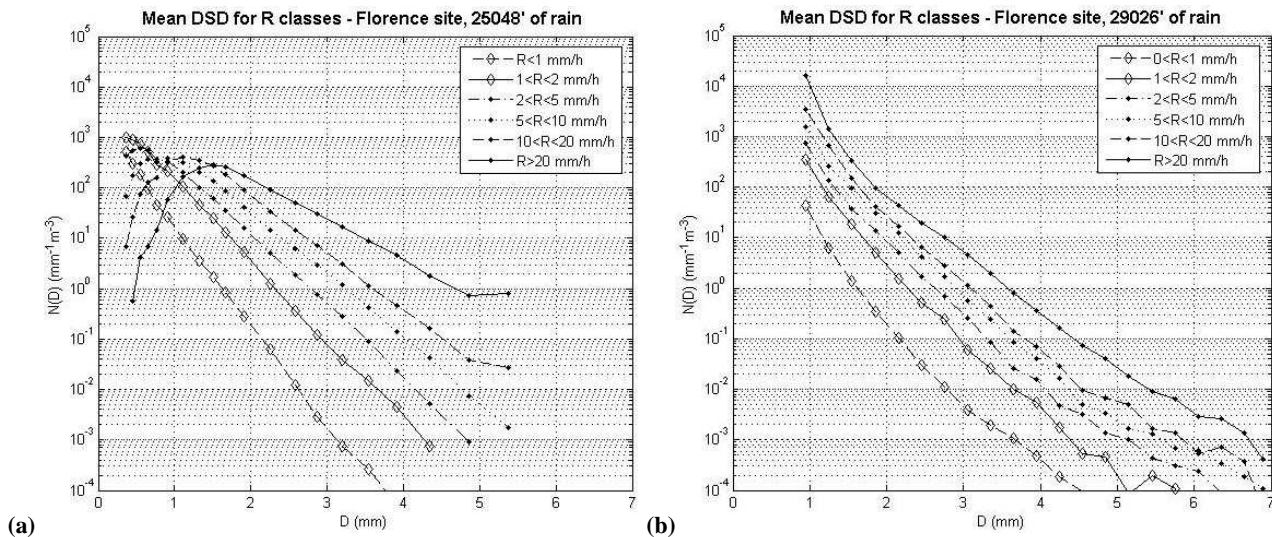 Mean DSD for R classes - Florence site, 25048' of rain
10^5
10^4
10^3
10^2
10^1
10^0
10^-1
10^-2
10^-3
10^-4
N(D) (mm^-1 m^-3)
R<1 mm/h
1<R<2 mm/h
2<R<5 mm/h
5<R<10 mm/h
10<R<20 mm/h
R>20 mm/h
0 1 2 3 4 5 6 7
D (mm)
(a)
Mean DSD for R classes - Florence site, 29026' of rain
10^5
10^4
10^3
10^2
10^1
10^0
10^-1
10^-2
10^-3
10^-4
N(D) (mm^-1 m^-3)
0<R<1 mm/h
1<R<2 mm/h
2<R<5 mm/h
5<R<10 mm/h
10<R<20 mm/h
R>20 mm/h
0 1 2 3 4 5 6 7
D (mm)
(b)